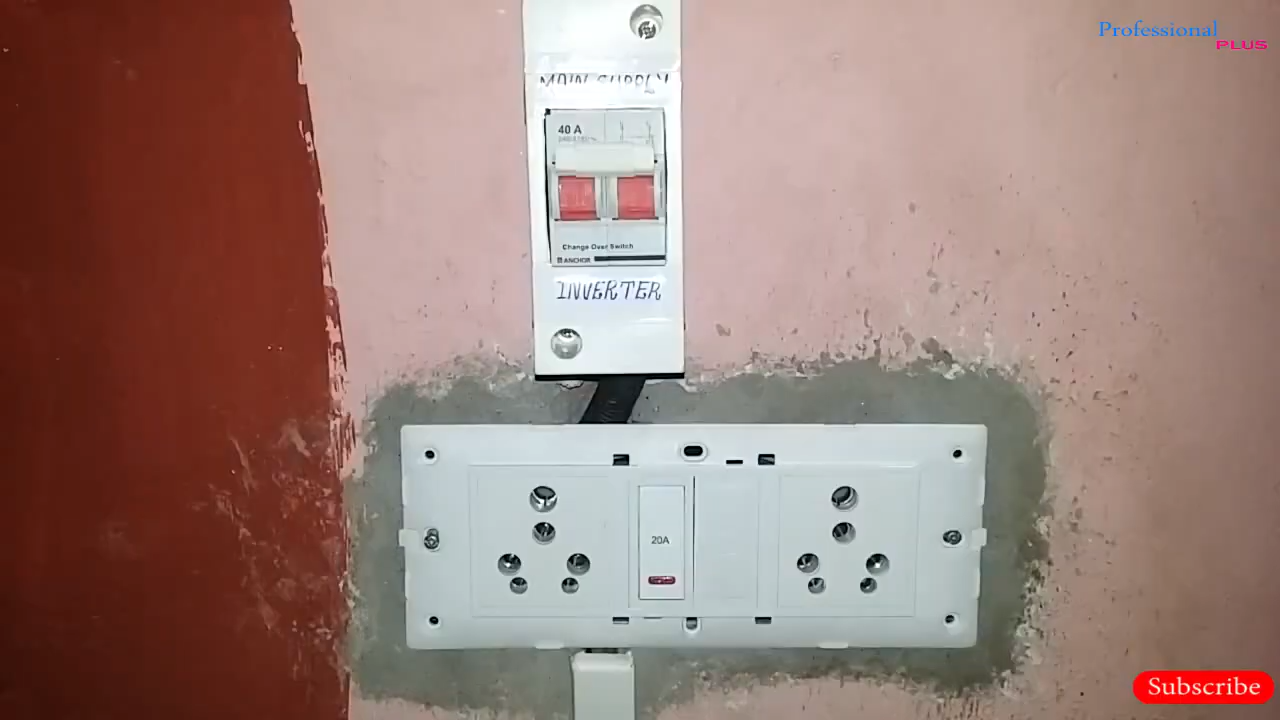 Professional
PLUS
MAIN SUPPLY
40 A
Change Over Switch
ANCHOR
INVERTER
20A
Subscribe